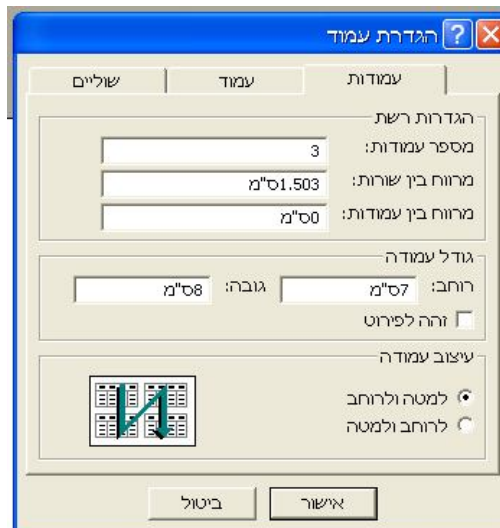 הגדרת עמוד
עמודות עמוד שוליים
הגדרות רשת
מספר עמודות: 3
מרווח בין שורות: 1.503ס"מ
מרווח בין עמודות: 0ס"מ
גודל עמודה
רוחב: 7ס"מ גובה: 8ס"מ
זהה לפירוט
עיצוב עמודה
למטה ולרוחב
לרוחב ולמטה
אישור ביטול